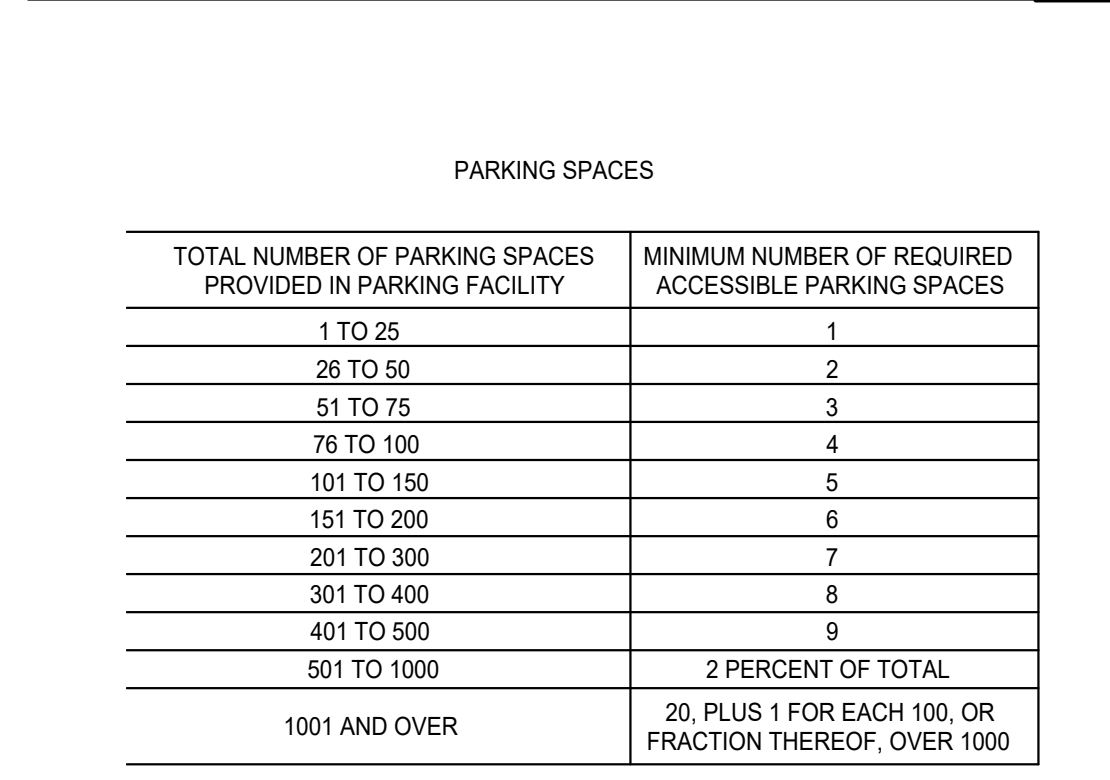 PARKING SPACES
TOTAL NUMBER OF PARKING SPACES
PROVIDED IN PARKING FACILITY
MINIMUM NUMBER OF REQUIRED
ACCESSIBLE PARKING SPACES
1 TO 25 1
26 TO 50 2
51 TO 75 3
76 TO 100 4
101 TO 150 5
151 TO 200 6
201 TO 300 7
301 TO 400 8
401 TO 500 9
501 TO 1000 2 PERCENT OF TOTAL
1001 AND OVER
20, PLUS 1 FOR EACH 100, OR
FRACTION THEREOF, OVER 1000